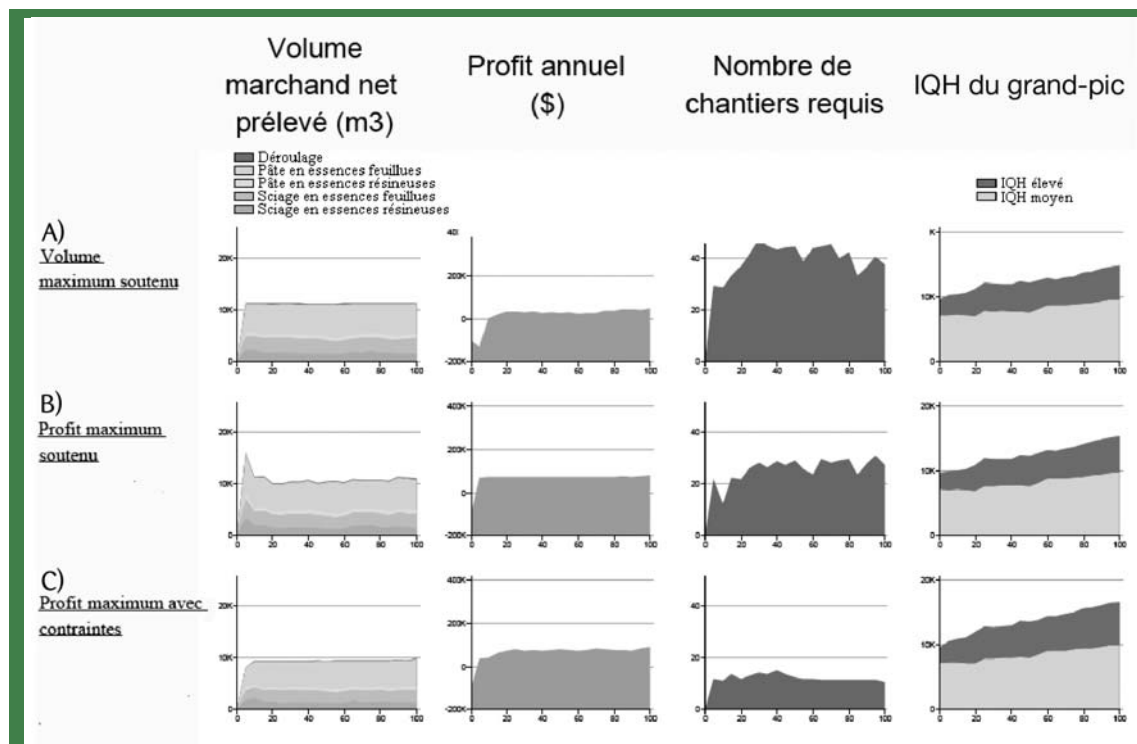 Volume
marchand net
prélevé (m3)
Profit annuel
($)
Nombre de
chantiers requis
IQH du grand-pic
Déroulage
Pâte en essences feuillues
Pâte en essences résineuses
Sciage en essences feuillues
Sciage en essences résineuses
IQH élevé
IQH moyen
A)
Volume
maximum soutenu
20K
10K
0
0 20 40 60 80 100
40(
200K
0
-200K
0 20 40 60 80 100
40
20
0
0 20 40 60 80 100
K
10K
0
0 20 40 60 80 100
B)
Profit maximum
soutenu
20K
10K
0
0 20 40 60 80 100
400K
200K
0
-200K
0 20 40 60 80 100
40
20
0
0 20 40 60 80 100
20K
10K
0
0 20 40 60 80 100
C)
Profit maximum avec
contraintes
20K
10K
0
0 20 40 60 80 100
400K
200K
0
-200K
0 20 40 60 80 100
40
20
0
0 20 40 60 80 100
20K
10K
0
0 20 40 60 80 100